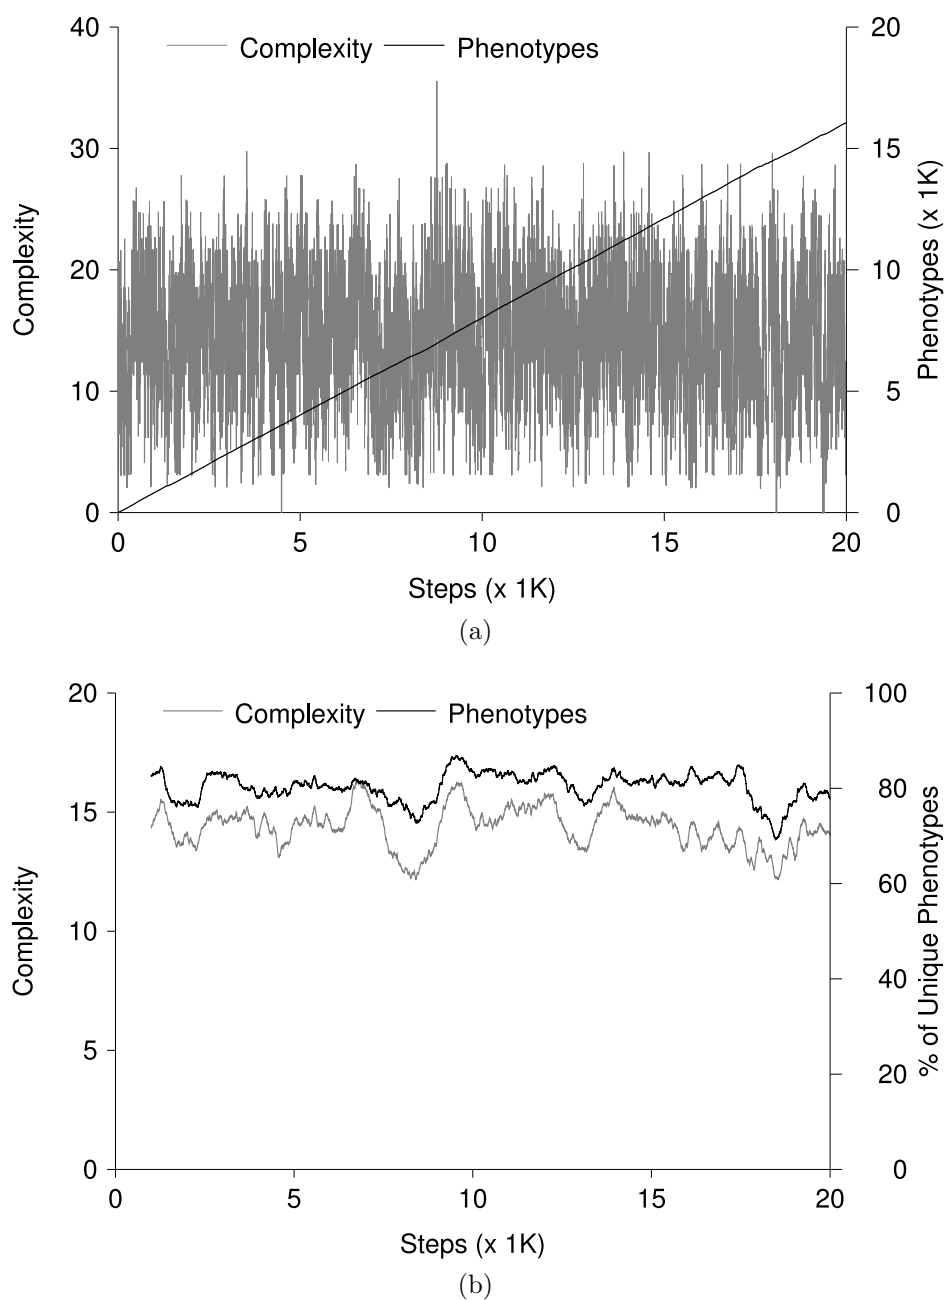 Complexity Phenotypes
40
30
20
10
0
Complexity
20
15
10
5
0
Phenotypes (x 1K)
0 5 10 15 20
Steps (x 1K)
(a)
Complexity Phenotypes
20
15
10
5
0
Complexity
100
80
60
40
20
0
% of Unique Phenotypes
0 5 10 15 20
Steps (x 1K)
(b)